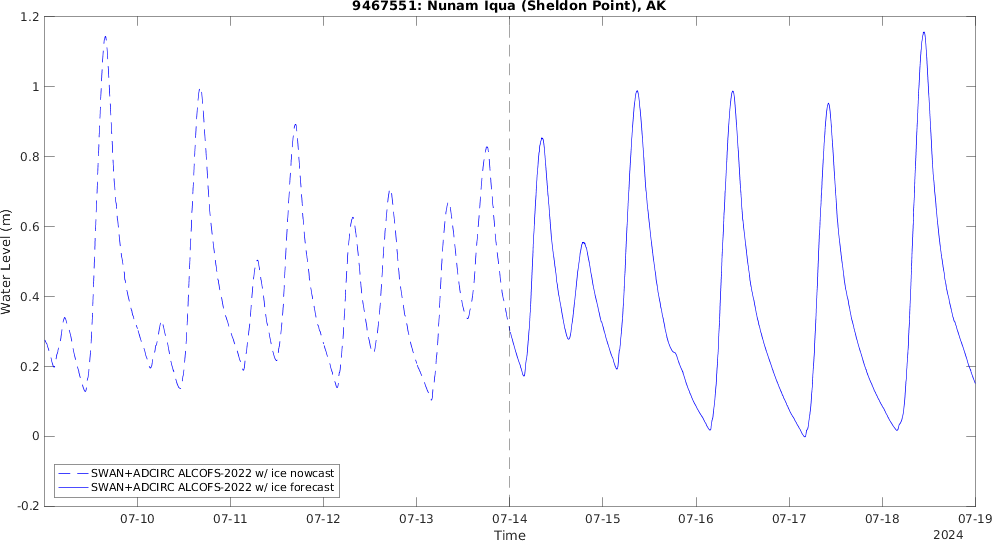 9467551: Nunam Iqua (Sheldon Point), AK
Water Level (m)
1.2
1
0.8
0.6
0.4
0.2
0
-0.2
SWAN+ADCIRC ALCOFS-2022 w/ ice nowcast
SWAN+ADCIRC ALCOFS-2022 w/ ice forecast
07-10 07-11 07-12 07-13 07-14 07-15 07-16 07-17 07-18 07-19
Time
2024